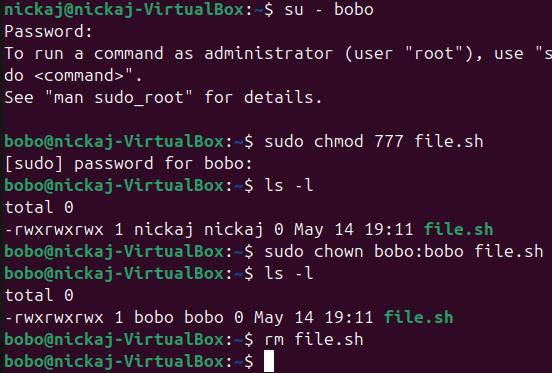 nickaj@nickaj-VirtualBox:~$ su - bobo
Password:
To run a command as administrator (user "root"), use "s
do <command>".
See "man sudo_root" for details.
bobo@nickaj-VirtualBox:~$ sudo chmod 777 file.sh
[sudo] password for bobo:
bobo@nickaj-VirtualBox:~$ ls -l
total 0
-rwxrwxrwx 1 nickaj nickaj 0 May 14 19:11 file.sh
bobo@nickaj-VirtualBox:~$ sudo chown bobo:bobo file.sh
bobo@nickaj-VirtualBox:~$ ls -l
total 0
-rwxrwxrwx 1 bobo bobo 0 May 14 19:11 file.sh
bobo@nickaj-VirtualBox:~$ rm file.sh
bobo@nickaj-VirtualBox:~$